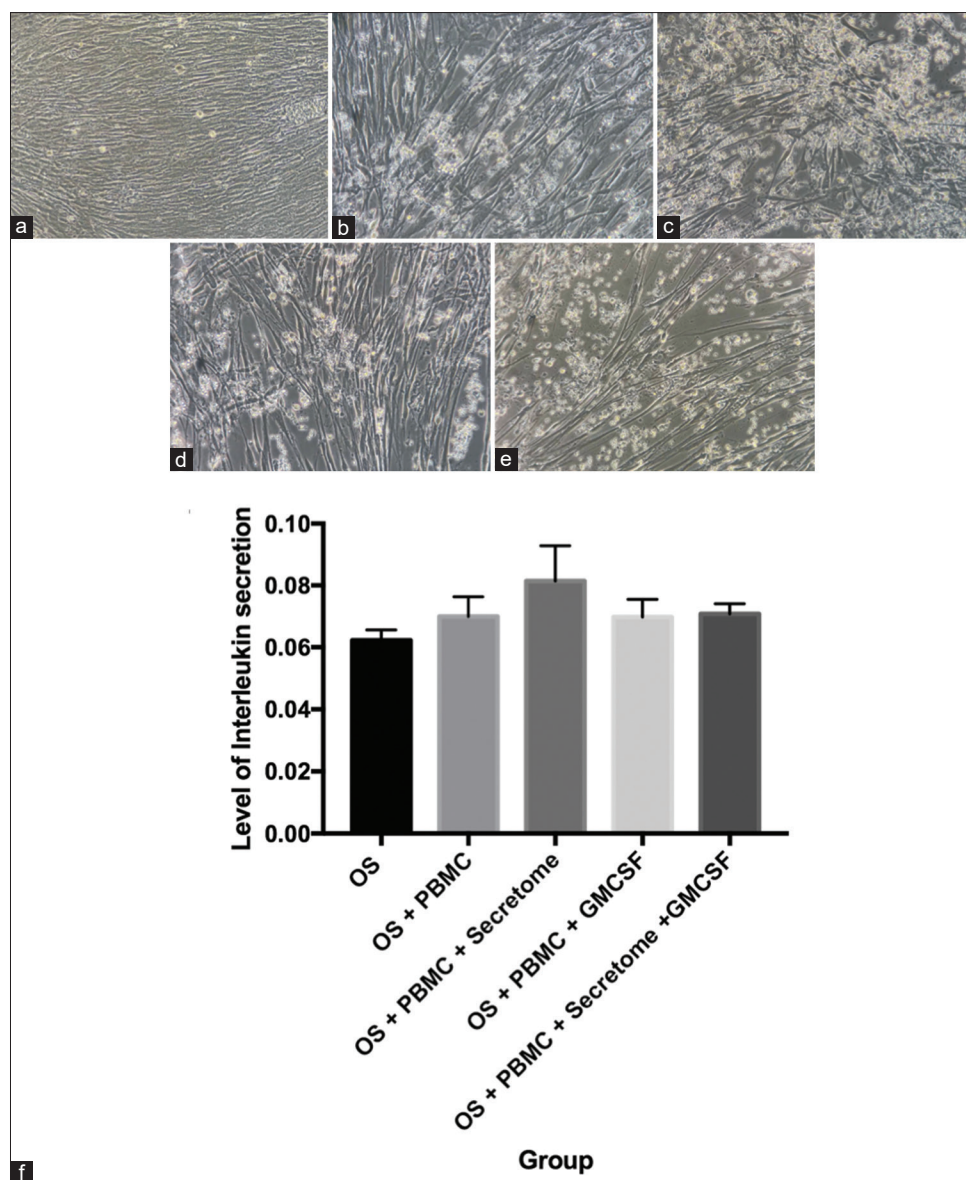 a
b
c
d
e
Level of Interleukin secretion
0.10
0.08
0.06
0.04
0.02
0.00
OS
OS + PBMC
OS + PBMC + Secretome
OS + PBMC + GMCSF
OS + PBMC + Secretome +GMCSF
Group
f